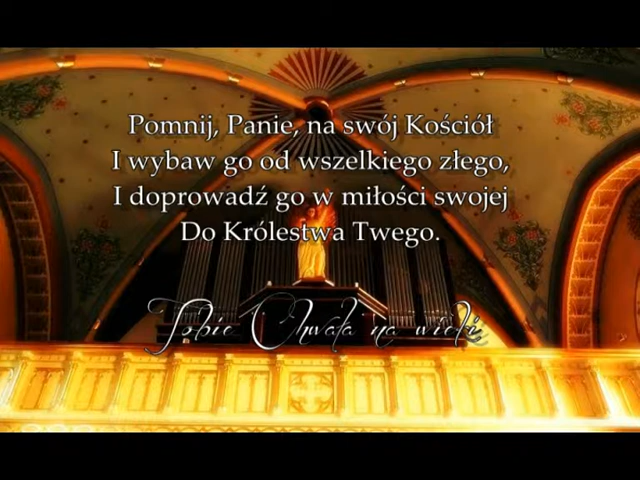 Pomnij, Panie, na swój Kościół
I wybaw go od wszelkiego złego,
I doprowadź go w miłości swojej
Do Królestwa Twego.
Tobie Chwała na wieki